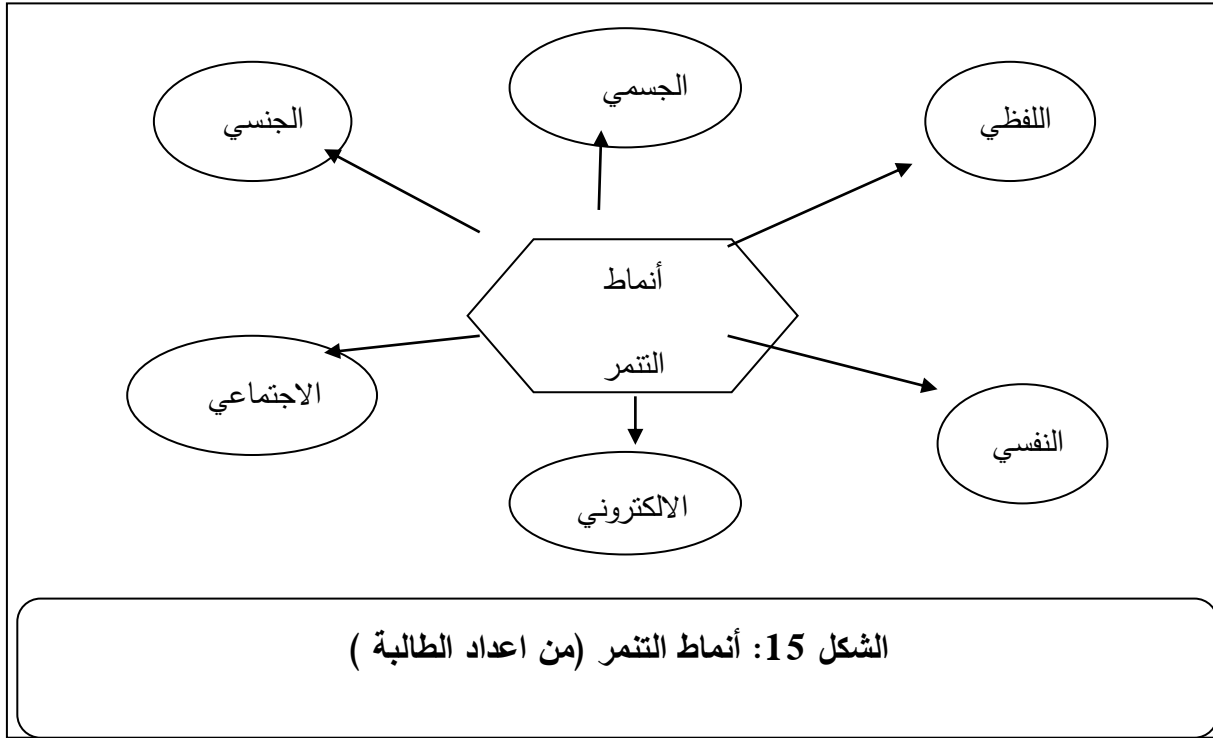 الجسمي
اللفظي
الجنسي
أنماط
التنمر
الاجتماعي
النفسي
الالكتروني
الشكل 15: أنماط التنمر (من اعداد الطالبة )